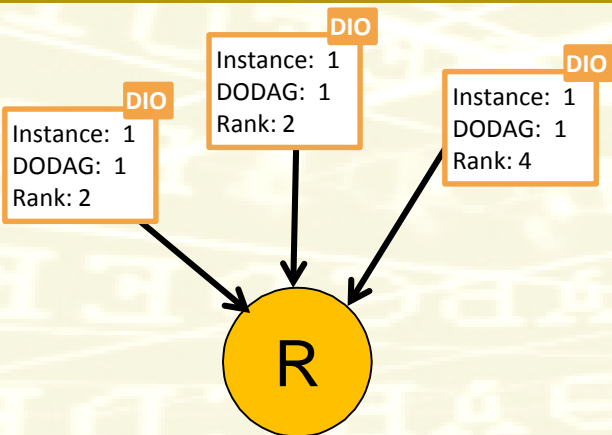 DIO
Instance: 1
DODAG: 1
Rank: 2
DIO
Instance: 1
DODAG: 1
Rank: 2
DIO
Instance: 1
DODAG: 1
Rank: 4
R